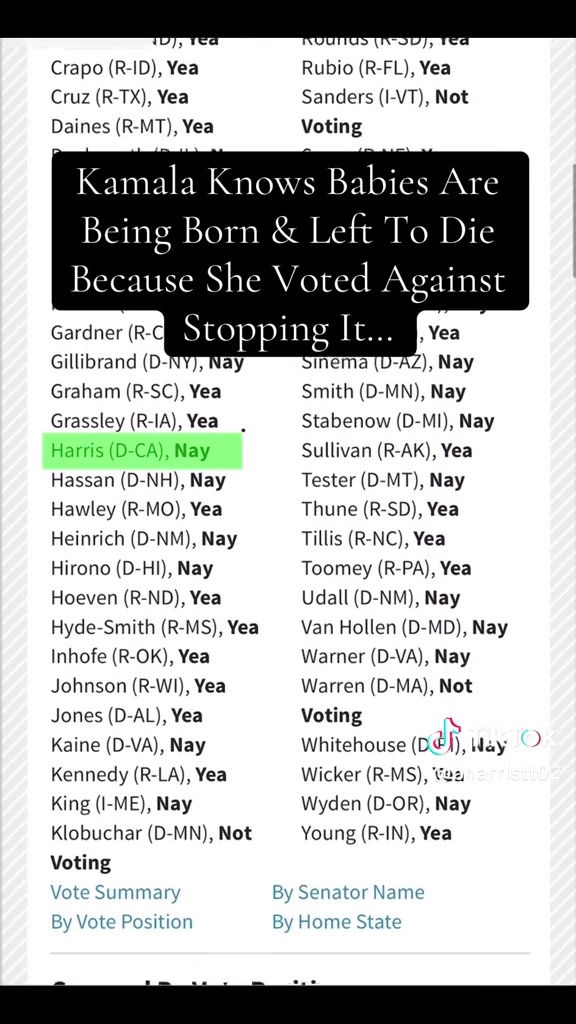 Rounds (R-SD), Yea
Crapo (R-ID), Yea
Rubio (R-FL), Yea
Cruz (R-TX), Yea
Sanders (I-VT), Not
Daines (R-MT), Yea
Voting
Kamala Knows Babies Are
Being Born & Left To Die
Because She Voted Against
Stopping It...
Gardner (R-C
, Yea
Gillibrand (D-NY), Nay
Sinema (D-AZ), Nay
Graham (R-SC), Yea
Smith (D-MN), Nay
Grassley (R-IA), Yea
Stabenow (D-MI), Nay
Harris (D-CA), Nay
Sullivan (R-AK), Yea
Hassan (D-NH), Nay
Tester (D-MT), Nay
Hawley (R-MO), Yea
Thune (R-SD), Yea
Heinrich (D-NM), Nay
Tillis (R-NC), Yea
Hirono (D-HI), Nay
Toomey (R-PA), Yea
Hoeven (R-ND), Yea
Udall (D-NM), Nay
Hyde-Smith (R-MS), Yea
Van Hollen (D-MD), Nay
Inhofe (R-OK), Yea
Warner (D-VA), Nay
Johnson (R-WI), Yea
Warren (D-MA), Not
Jones (D-AL), Yea
Voting
Kaine (D-VA), Nay
Whitehouse (D-RI), Nay
TikTok
Kennedy (R-LA), Yea
Wicker (R-MS), Yea
King (I-ME), Nay
Wyden (D-OR), Nay
Klobuchar (D-MN), Not
Young (R-IN), Yea
Voting
Vote Summary
By Senator Name
By Vote Position
By Home State